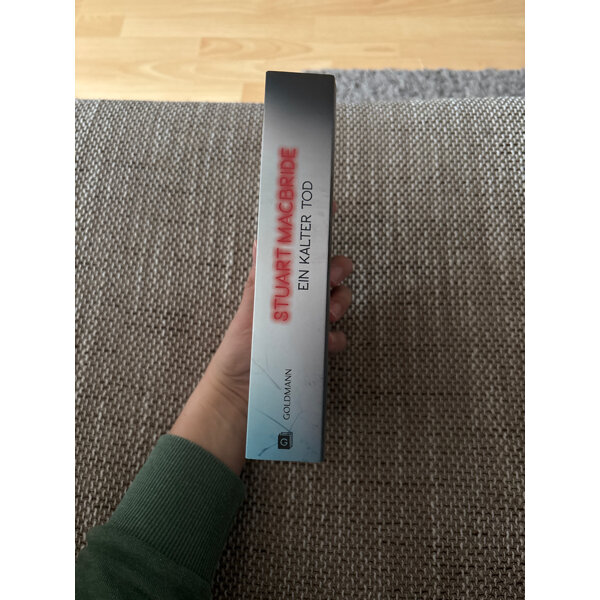 STUART MACBRIDE
EIN KALTER TOD
GOLDMANN
G